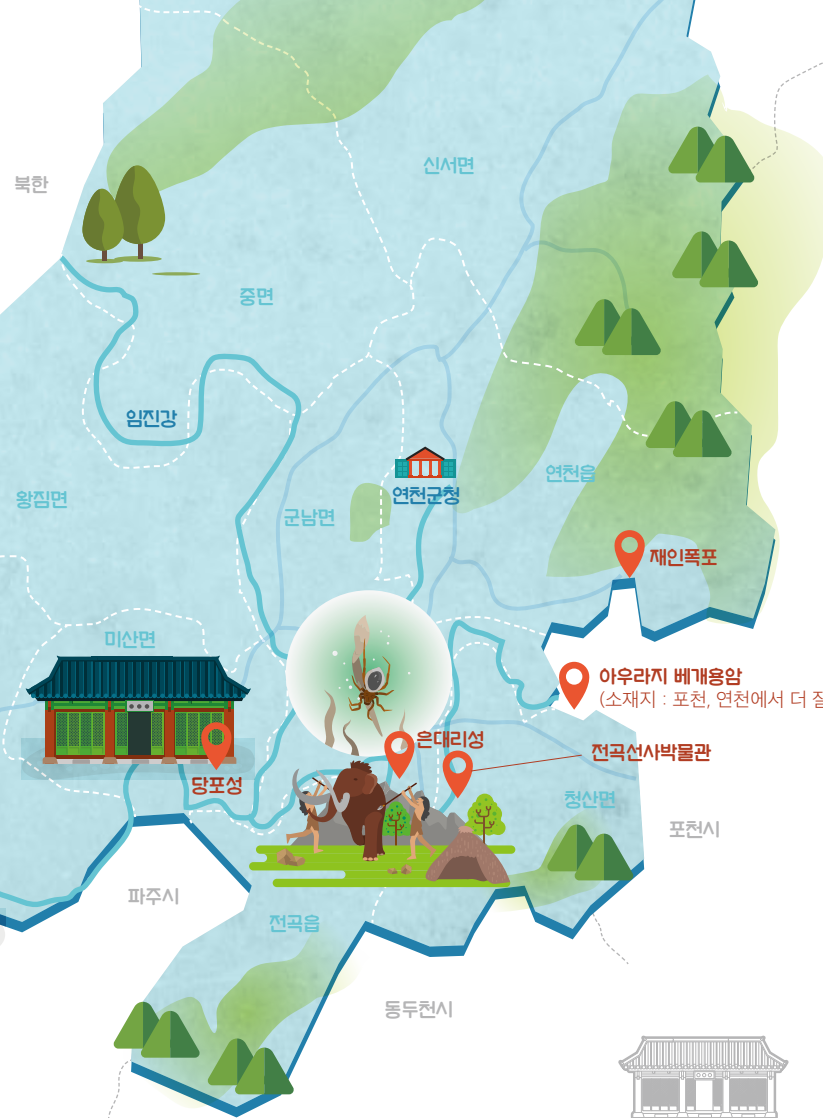 신서면
북한
중면
임진강
연천읍
왕징면
연천군청
군남면
재인폭포
미산면
아우라지 베개용암
(소재지 : 포천, 연천에서 더 잘
은대리성
전곡선사박물관
당포성
청산면
포천시
파주시
전곡읍
동두천시